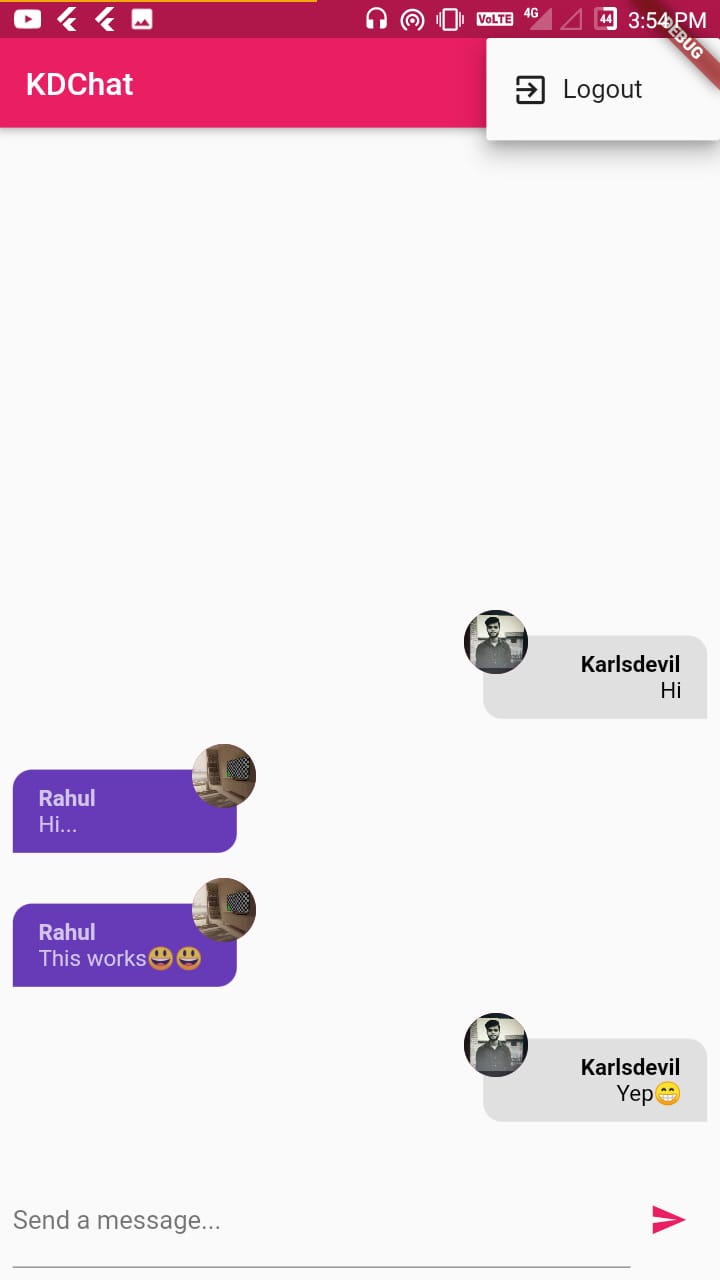 VoLTE 4G 44 3:54 PM
DEBUG
KDChat
Logout
Karlsdevil
Hi
Rahul
Hi...
Rahul
This works😃😃
Karlsdevil
Yep😁
Send a message...